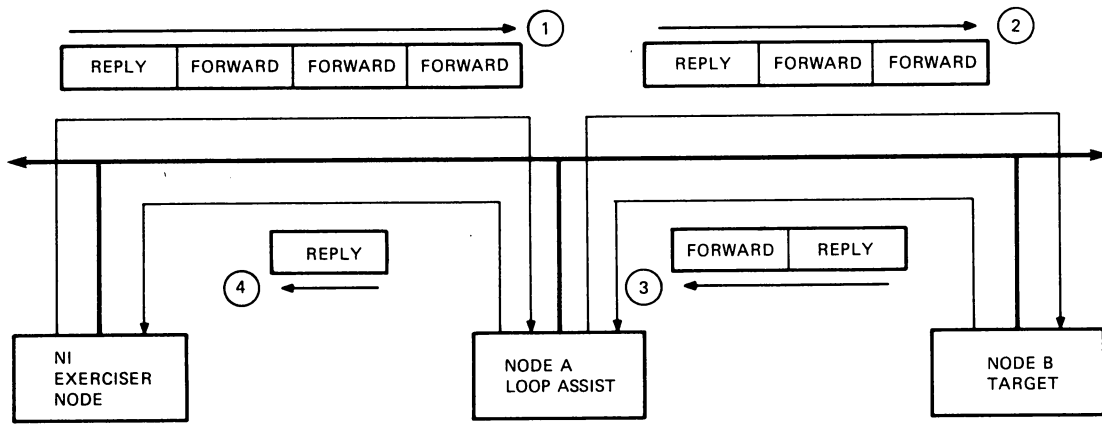 1
2
REPLY FORWARD FORWARD FORWARD
REPLY FORWARD FORWARD
REPLY
FORWARD REPLY
4
3
NI
EXERCISER
NODE
NODE A
LOOP ASSIST
NODE B
TARGET